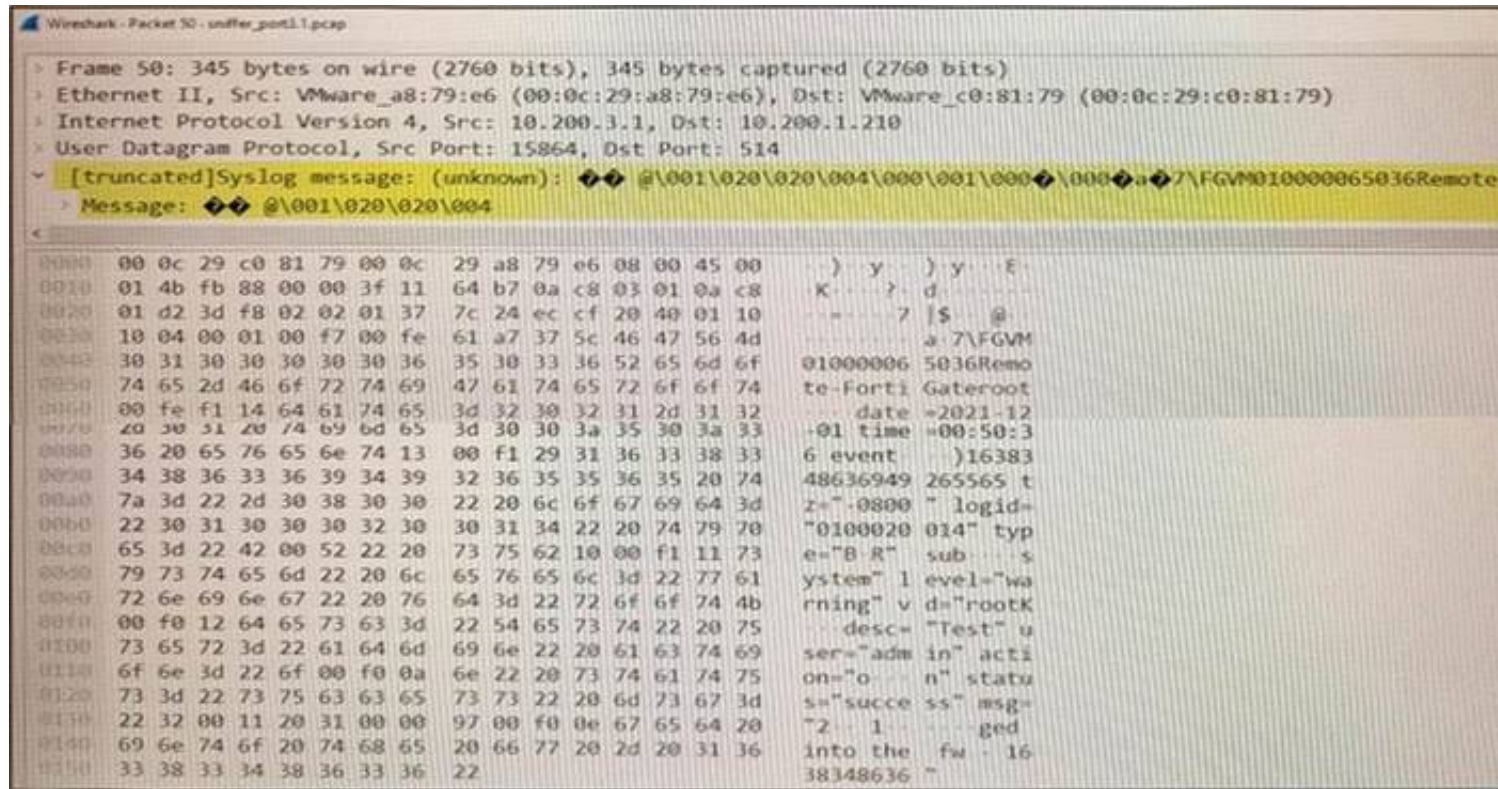 Wireshark - Packet 50 - sniffer_port3.1.pcap
> Frame 50: 345 bytes on wire (2760 bits), 345 bytes captured (2760 bits)
> Ethernet II, Src: VMware_a8:79:e6 (00:0c:29:a8:79:e6), Dst: VMware_c0:81:79 (00:0c:29:c0:81:79)
> Internet Protocol Version 4, Src: 10.200.3.1, Dst: 10.200.1.210
> User Datagram Protocol, Src Port: 15864, Dst Port: 514
[truncated]Syslog message: (unknown): �� @\001\020\020\004\000\001\000�\000�a�7\FGVM010000065036Remote
> Message: �� @\001\020\020\004
0000 00 0c 29 c0 81 79 00 0c 29 a8 79 e6 08 00 45 00 ··)··y·· )·y···E·
0010 01 4b fb 88 00 00 3f 11 64 b7 0a c8 03 01 0a c8 ·K····?· d·······
0020 01 d2 3d f8 02 02 01 37 7c 24 ec cf 20 40 01 10 ··=····7 |$·· @··
0030 10 04 00 01 00 f7 00 fe 61 a7 37 5c 46 47 56 4d ········ a·7\FGVM
0040 30 31 30 30 30 30 30 36 35 30 33 36 52 65 6d 6f 01000006 5036Remo
0050 74 65 2d 46 6f 72 74 69 47 61 74 65 72 6f 6f 74 te-Forti Gateroot
0060 00 fe f1 14 64 61 74 65 3d 32 30 32 31 2d 31 32 ····date =2021-12
0070 2d 30 31 20 74 69 6d 65 3d 30 30 3a 35 30 3a 33 -01 time =00:50:3
0080 36 20 65 76 65 6e 74 13 00 f1 29 31 36 33 38 33 6 event· ··)16383
0090 34 38 36 33 36 39 34 39 32 36 35 35 36 35 20 74 48636949 265565 t
00a0 7a 3d 22 2d 30 38 30 30 22 20 6c 6f 67 69 64 3d z="-0800 " logid=
00b0 22 30 31 30 30 30 32 30 30 31 34 22 20 74 79 70 "0100020 014" typ
00c0 65 3d 22 42 00 52 22 20 73 75 62 10 00 f1 11 73 e="B·R" sub····s
00d0 79 73 74 65 6d 22 20 6c 65 76 65 6c 3d 22 77 61 ystem" l evel="wa
00e0 72 6e 69 6e 67 22 20 76 64 3d 22 72 6f 6f 74 4b rning" v d="rootK
00f0 00 f0 12 64 65 73 63 3d 22 54 65 73 74 22 20 75 ···desc= "Test" u
0100 73 65 72 3d 22 61 64 6d 69 6e 22 20 61 63 74 69 ser="adm in" acti
0110 6f 6e 3d 22 6f 00 f0 0a 6e 22 20 73 74 61 74 75 on="o··· n" statu
0120 73 3d 22 73 75 63 63 65 73 73 22 20 6d 73 67 3d s="succe ss" msg=
0130 22 32 00 11 20 31 00 00 97 00 f0 0e 67 65 64 20 "2·· 1·· ····ged
0140 69 6e 74 6f 20 74 68 65 20 66 77 20 2d 20 31 36 into the fw - 16
0150 33 38 33 34 38 36 33 36 22 38348636 "